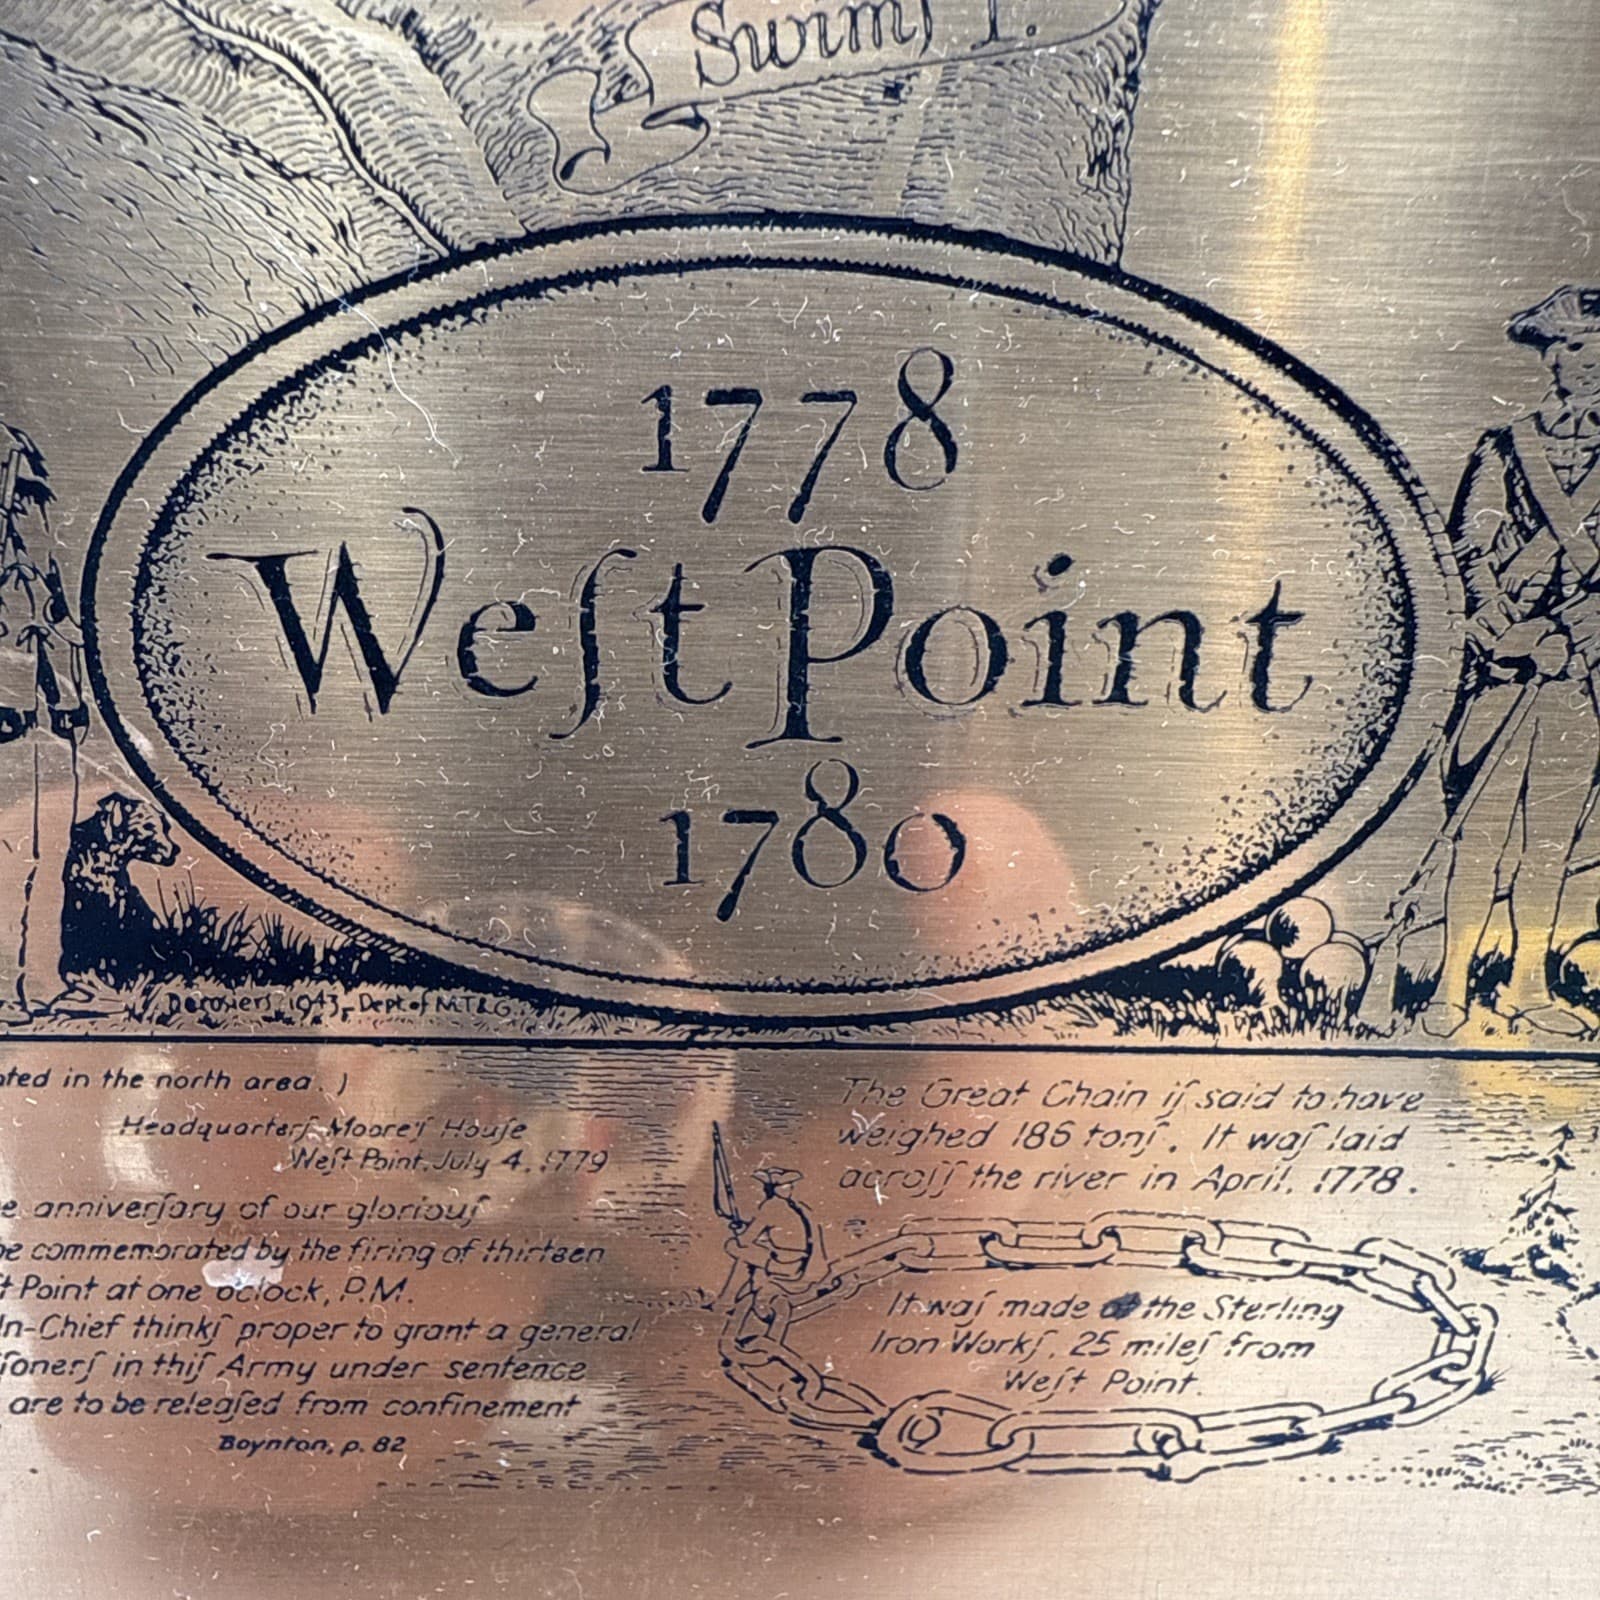 Swimſ I.
1778
Weſt Point
1780
Derosiers, 1943, Dept of M.T.&G.
ated in the north area.)
Headquarterſ Moore'ſ Houſe
Weſt Point, July 4, 1779
e anniverſary of our gloriouſ
be commemorated by the firing of thirteen
t Point at one oclock, P.M.
In-Chief thinkſ proper to grant a general
ſonerſ in thiſ Army under sentence
are to be releaſed from confinement
Boynton, p. 82
The Great Chain iſ said to have
weighed 186 tonſ. It waſ laid
acroſſ the river in April, 1778.
It waſ made at the Sterling
Iron Workſ, 25 mileſ from
Weſt Point.